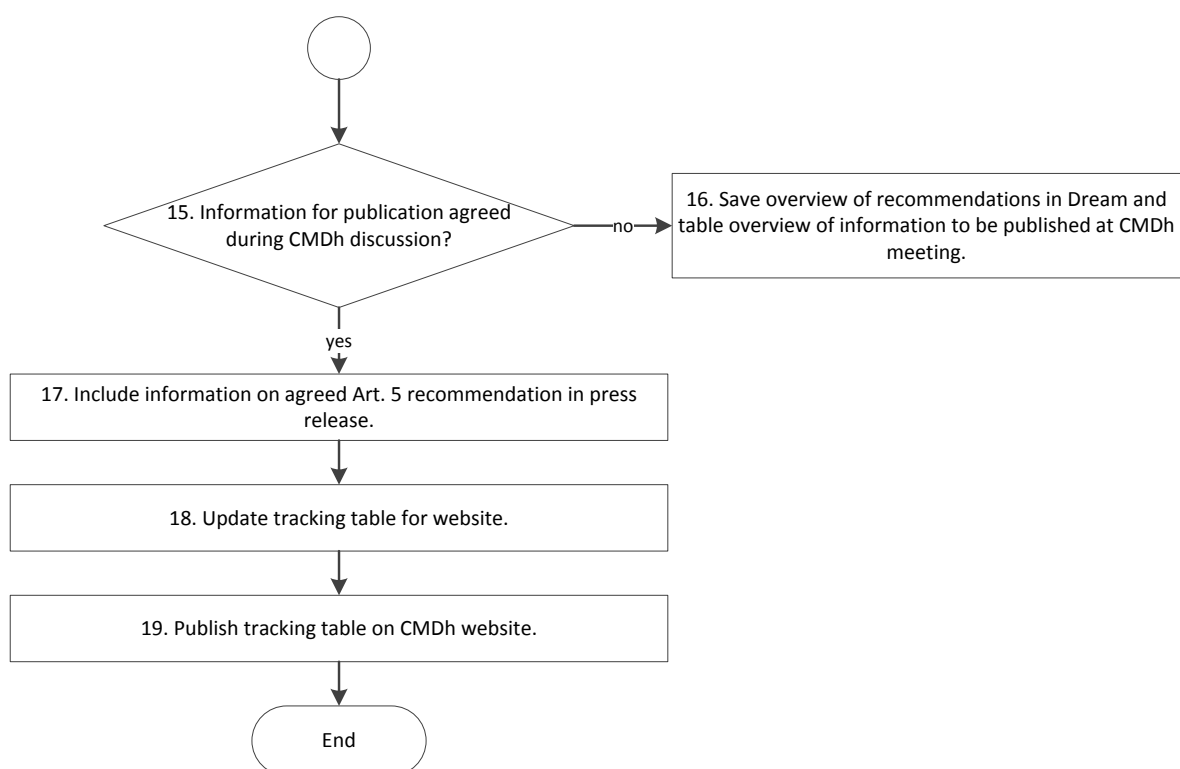 15. Information for publication agreed
during CMDh discussion?
no
16. Save overview of recommendations in Dream and
table overview of information to be published at CMDh
meeting.
yes
17. Include information on agreed Art. 5 recommendation in press
release.
18. Update tracking table for website.
19. Publish tracking table on CMDh website.
End